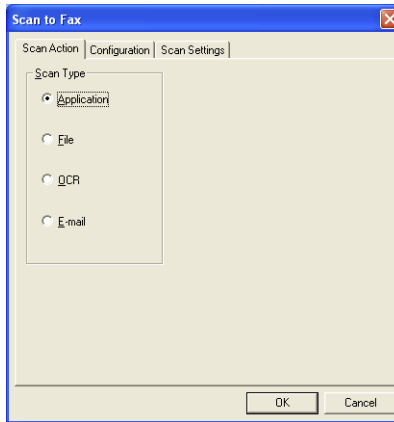 Scan to Fax
Scan Action Configuration Scan Settings
Scan Type
Application
File
OCR
E-mail
OK Cancel